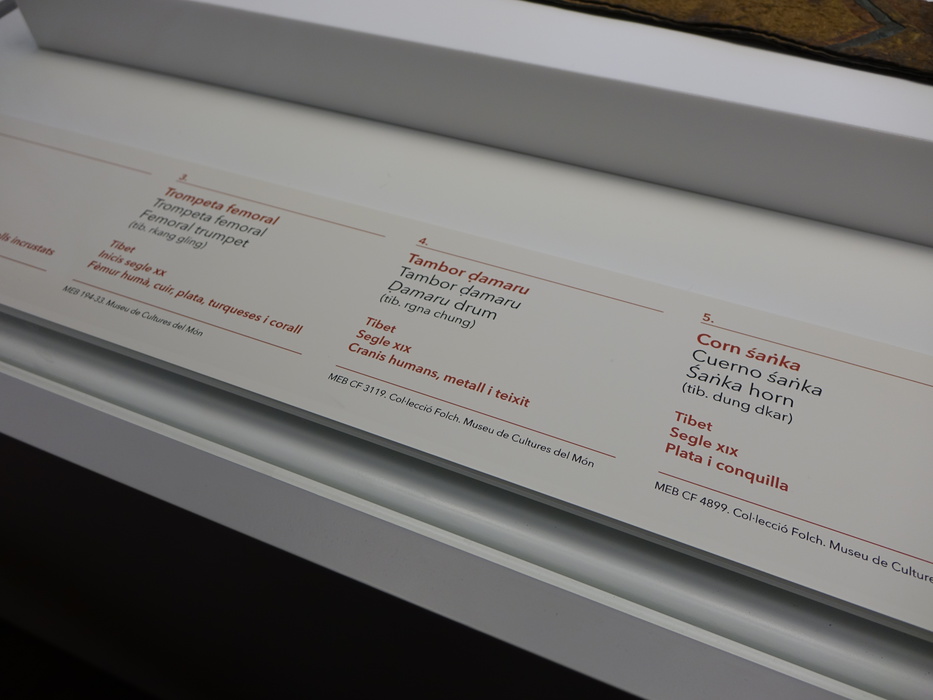 incrustats
3.
Trompeta femoral
Trompeta femoral
Femoral trumpet
(tib. rkang gling)
Tibet
Inicis segle XX
Fèmur humà, cuir, plata, turqueses i corall
MEB 194-33. Museu de Cultures del Món
4.
Tambor ḍamaru
Tambor ḍamaru
Ḍamaru drum
(tib. rgna chung)
Tibet
Segle XIX
Cranis humans, metall i teixit
MEB CF 3119. Col·lecció Folch. Museu de Cultures del Món
5.
Corn śaṅka
Cuerno śaṅka
Śaṅka horn
(tib. dung dkar)
Tibet
Segle XIX
Plata i conquilla
MEB CF 4899. Col·lecció Folch. Museu de Culture